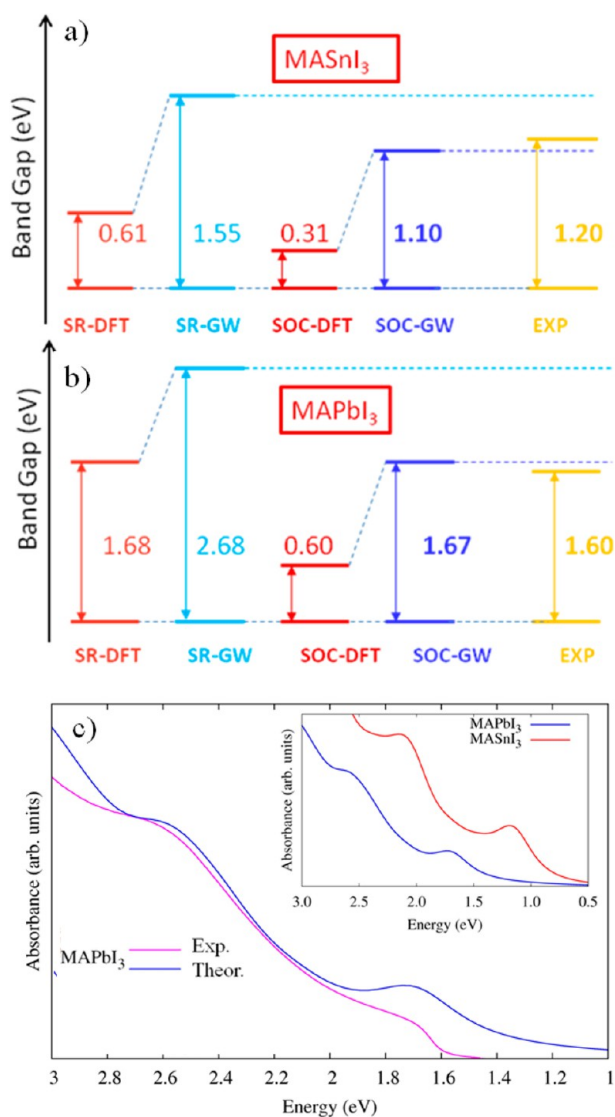 a)
MASnI₃
Band Gap (eV)
0.61 1.55 0.31 1.10 1.20
SR-DFT SR-GW SOC-DFT SOC-GW EXP
b)
MAPbI₃
Band Gap (eV)
1.68 2.68 0.60 1.67 1.60
SR-DFT SR-GW SOC-DFT SOC-GW EXP
c)
Absorbance (arb. units)
MAPbI₃
Exp.
Theor.
3 2.8 2.6 2.4 2.2 2 1.8 1.6 1.4 1.2 1
Energy (eV)
MAPbI₃
MASnI₃
Absorbance (arb. units)
3.0 2.5 2.0 1.5 1.0 0.5
Energy (eV)